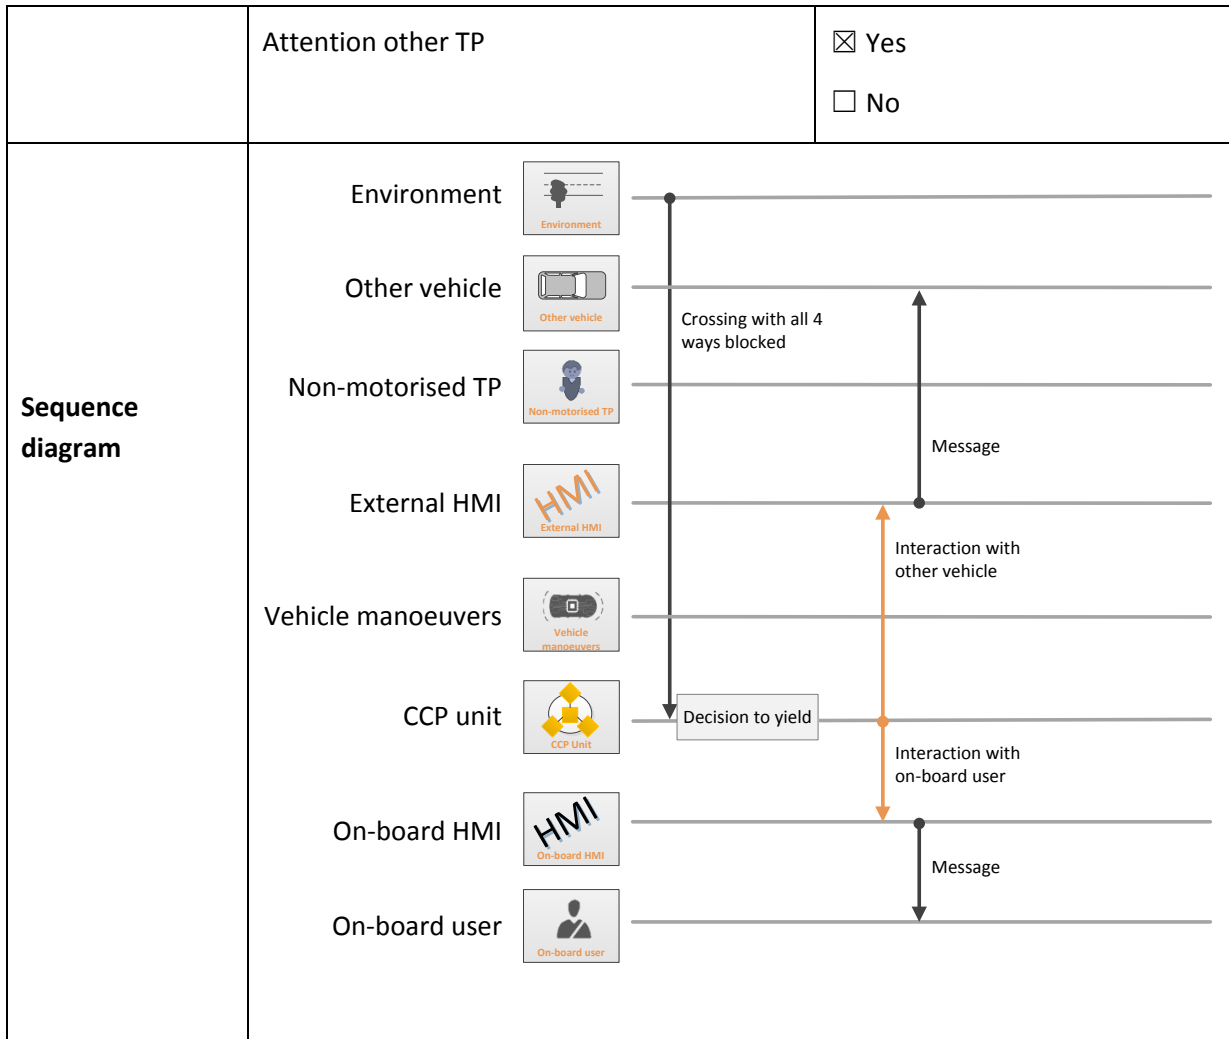 Attention other TP
☒ Yes
☐ No
Sequence
diagram
Environment
Environment
Other vehicle
Other vehicle
Crossing with all 4
ways blocked
Non-motorised TP
Non-motorised TP
Message
External HMI
HMI
External HMI
Interaction with
other vehicle
Vehicle manoeuvers
Vehicle
manoeuvers
CCP unit
CCP Unit
Decision to yield
Interaction with
on-board user
On-board HMI
HMI
On-board HMI
Message
On-board user
On-board user